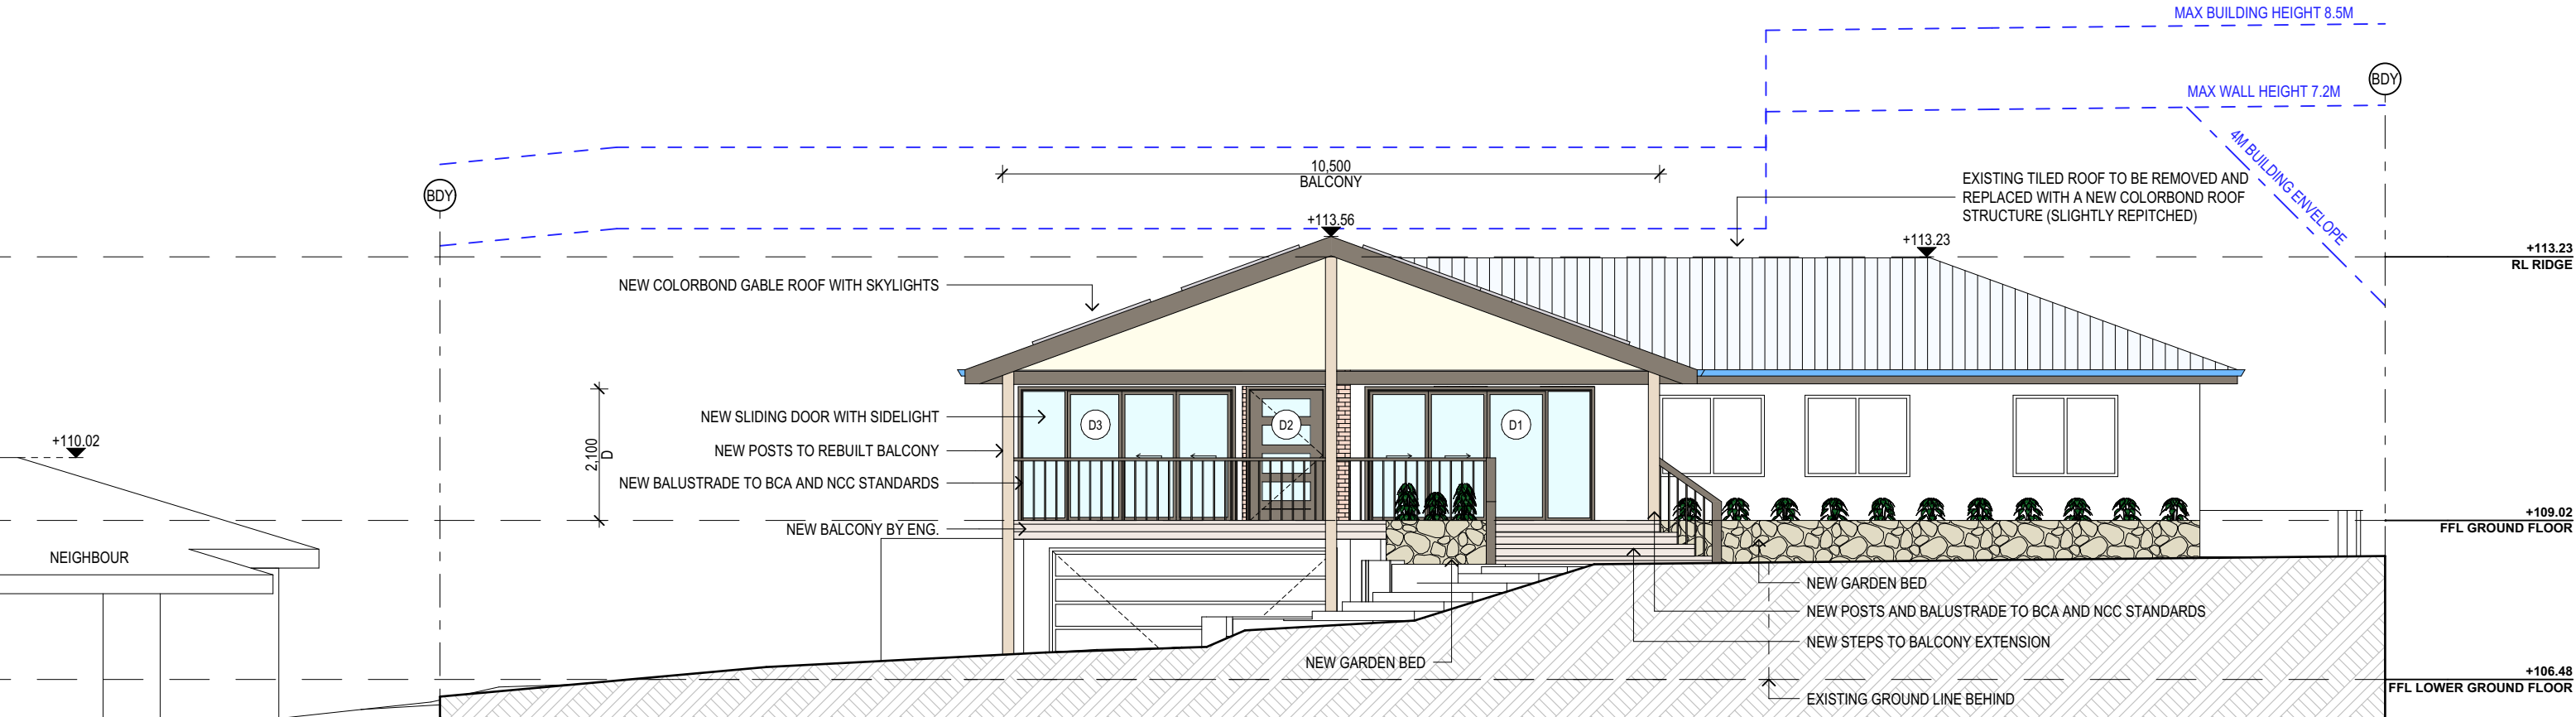 MAX BUILDING HEIGHT 8.5M
BDY
MAX WALL HEIGHT 7.2M
4M BUILDING ENVELOPE
10,500
BALCONY
BDY
EXISTING TILED ROOF TO BE REMOVED AND
REPLACED WITH A NEW COLORBOND ROOF
STRUCTURE (SLIGHTLY REPITCHED)
+113.56
+113.23
+113.23
RL RIDGE
NEW COLORBOND GABLE ROOF WITH SKYLIGHTS
NEW SLIDING DOOR WITH SIDELIGHT
D3
D2
D1
2,100
D
+110.02
NEW POSTS TO REBUILT BALCONY
NEW BALUSTRADE TO BCA AND NCC STANDARDS
NEW BALCONY BY ENG.
+109.02
FFL GROUND FLOOR
NEIGHBOUR
NEW GARDEN BED
NEW POSTS AND BALUSTRADE TO BCA AND NCC STANDARDS
NEW STEPS TO BALCONY EXTENSION
NEW GARDEN BED
+106.48
FFL LOWER GROUND FLOOR
EXISTING GROUND LINE BEHIND